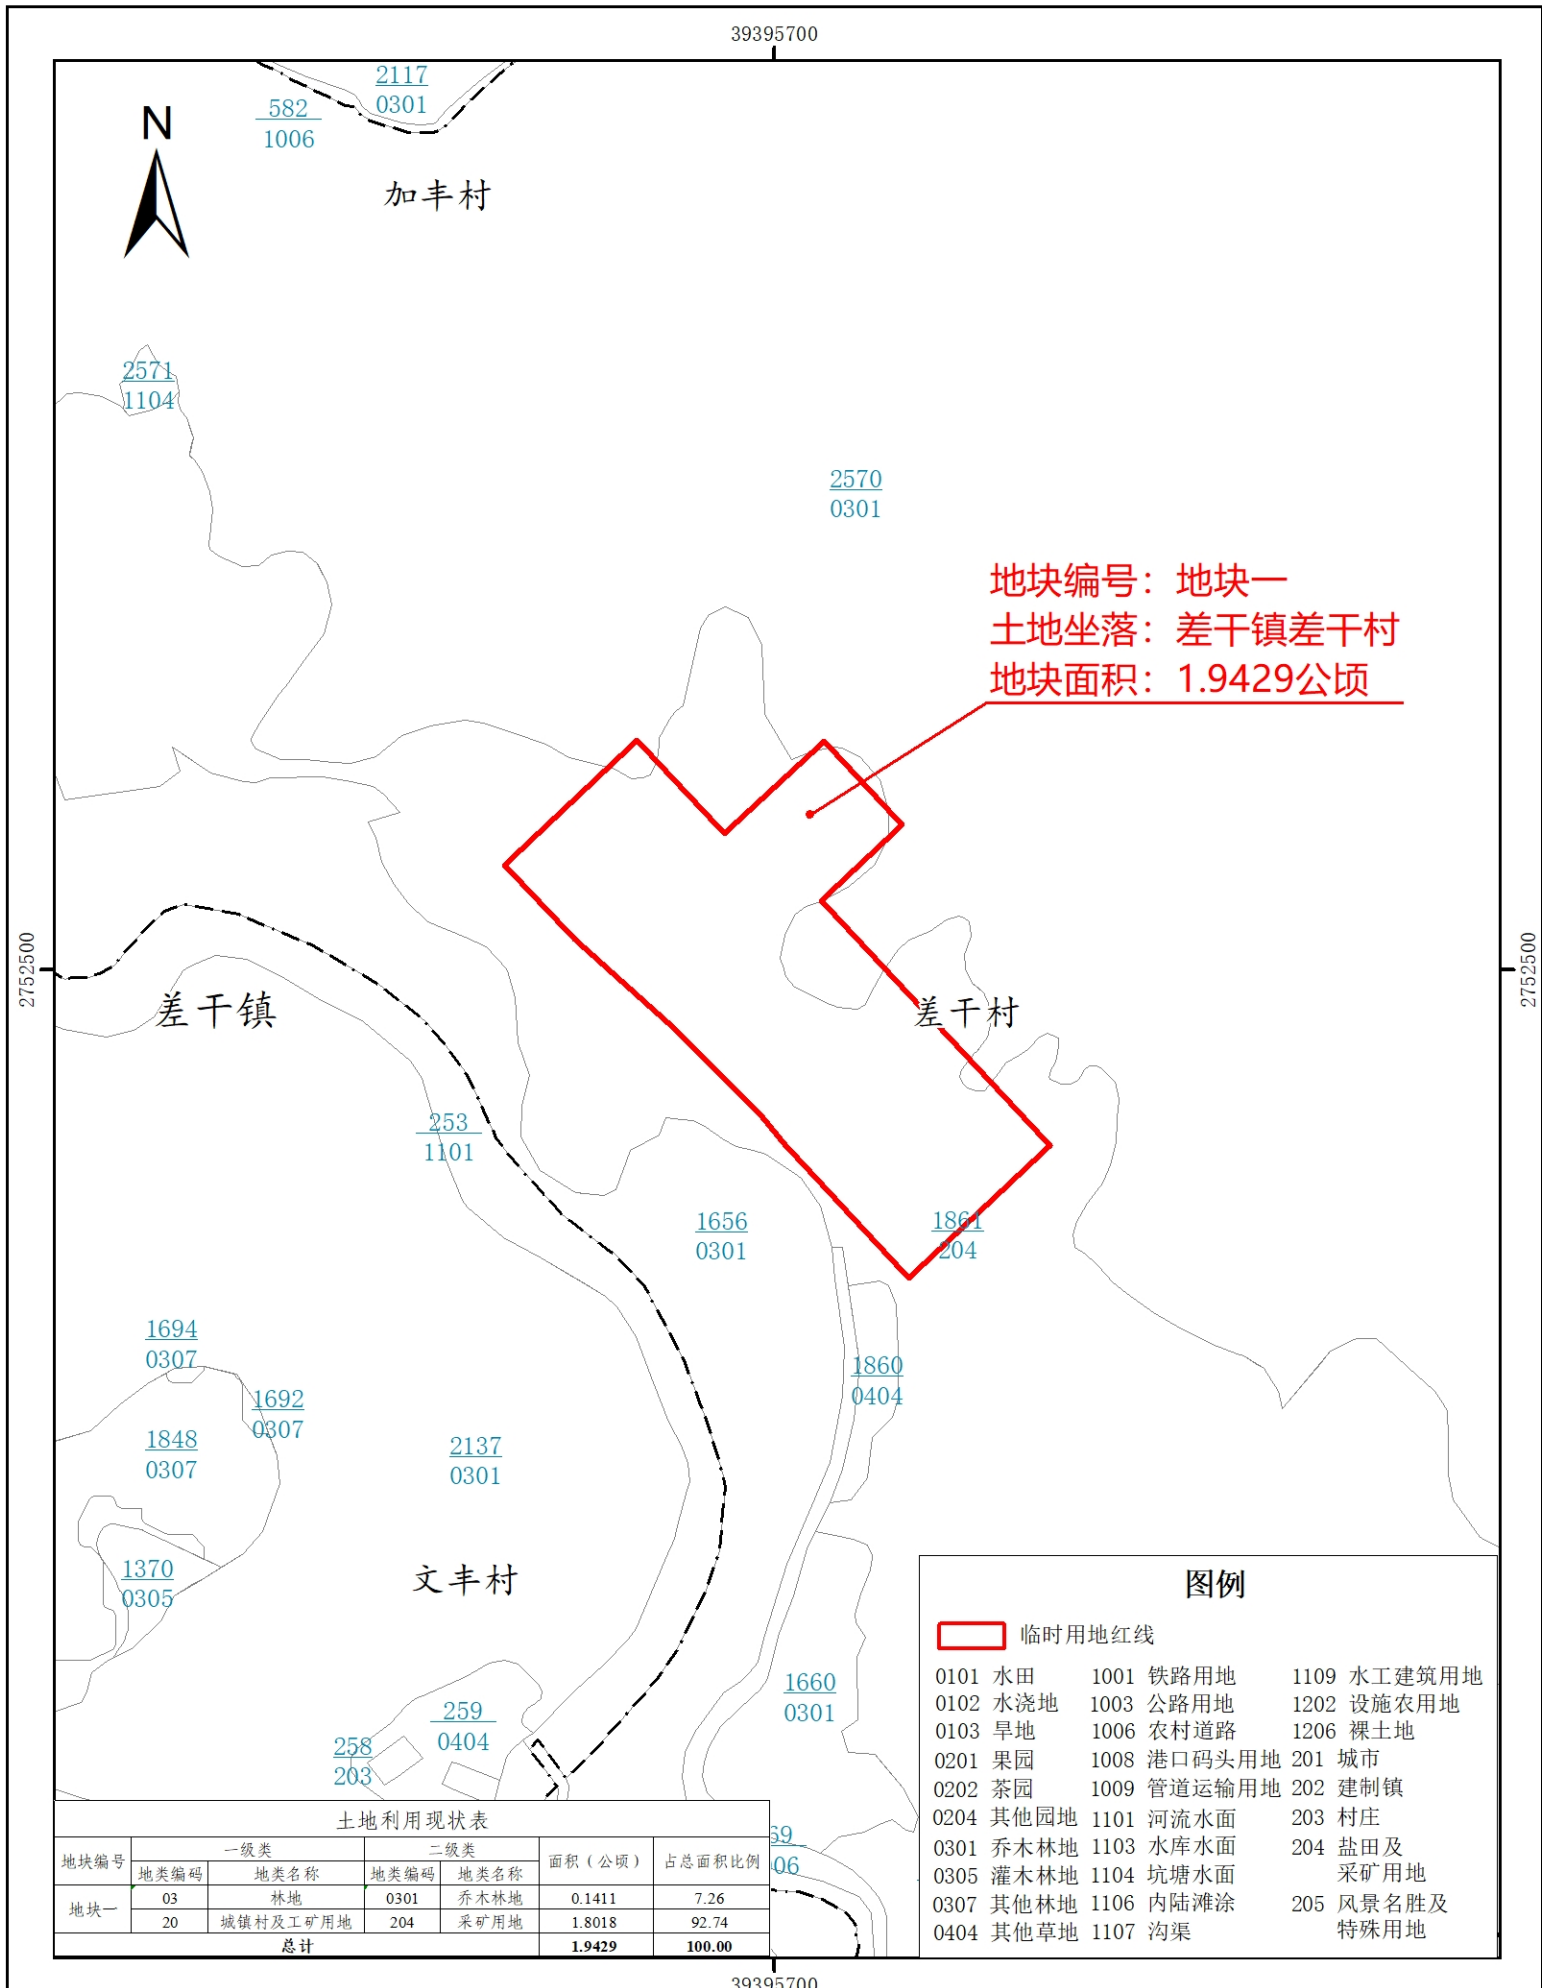 39395700
N
2117
0301
582
1006
加丰村
2571
1104
2570
0301
地块编号：地块一
土地坐落：差干镇差干村
地块面积：1.9429公顷
2752500
2752500
差干镇
差干村
253
1101
1656
0301
1861
204
1694
0307
1860
0404
1692
0307
1848
0307
2137
0301
1370
0305
文丰村
1660
0301
259
0404
258
203
69
06
图例
临时用地红线
0101 水田 1001 铁路用地 1109 水工建筑用地
0102 水浇地 1003 公路用地 1202 设施农用地
0103 旱地 1006 农村道路 1206 裸土地
0201 果园 1008 港口码头用地 201 城市
0202 茶园 1009 管道运输用地 202 建制镇
0204 其他园地 1101 河流水面 203 村庄
0301 乔木林地 1103 水库水面 204 盐田及
0305 灌木林地 1104 坑塘水面 采矿用地
0307 其他林地 1106 内陆滩涂 205 风景名胜及
0404 其他草地 1107 沟渠 特殊用地
土地利用现状表
地块编号 一级类 二级类 面积（公顷） 占总面积比例
地类编码 地类名称 地类编码 地类名称
地块一 03 林地 0301 乔木林地 0.1411 7.26
20 城镇村及工矿用地 204 采矿用地 1.8018 92.74
总计 1.9429 100.00
39395700